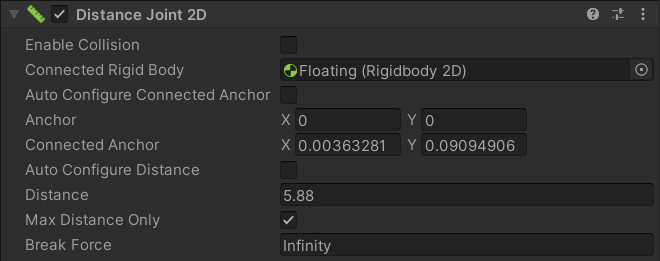 Distance Joint 2D
Enable Collision
Connected Rigid Body Floating (Rigidbody 2D)
Auto Configure Connected Anchor
Anchor X 0 Y 0
Connected Anchor X 0.00363281 Y 0.09094906
Auto Configure Distance
Distance 5.88
Max Distance Only
Break Force Infinity